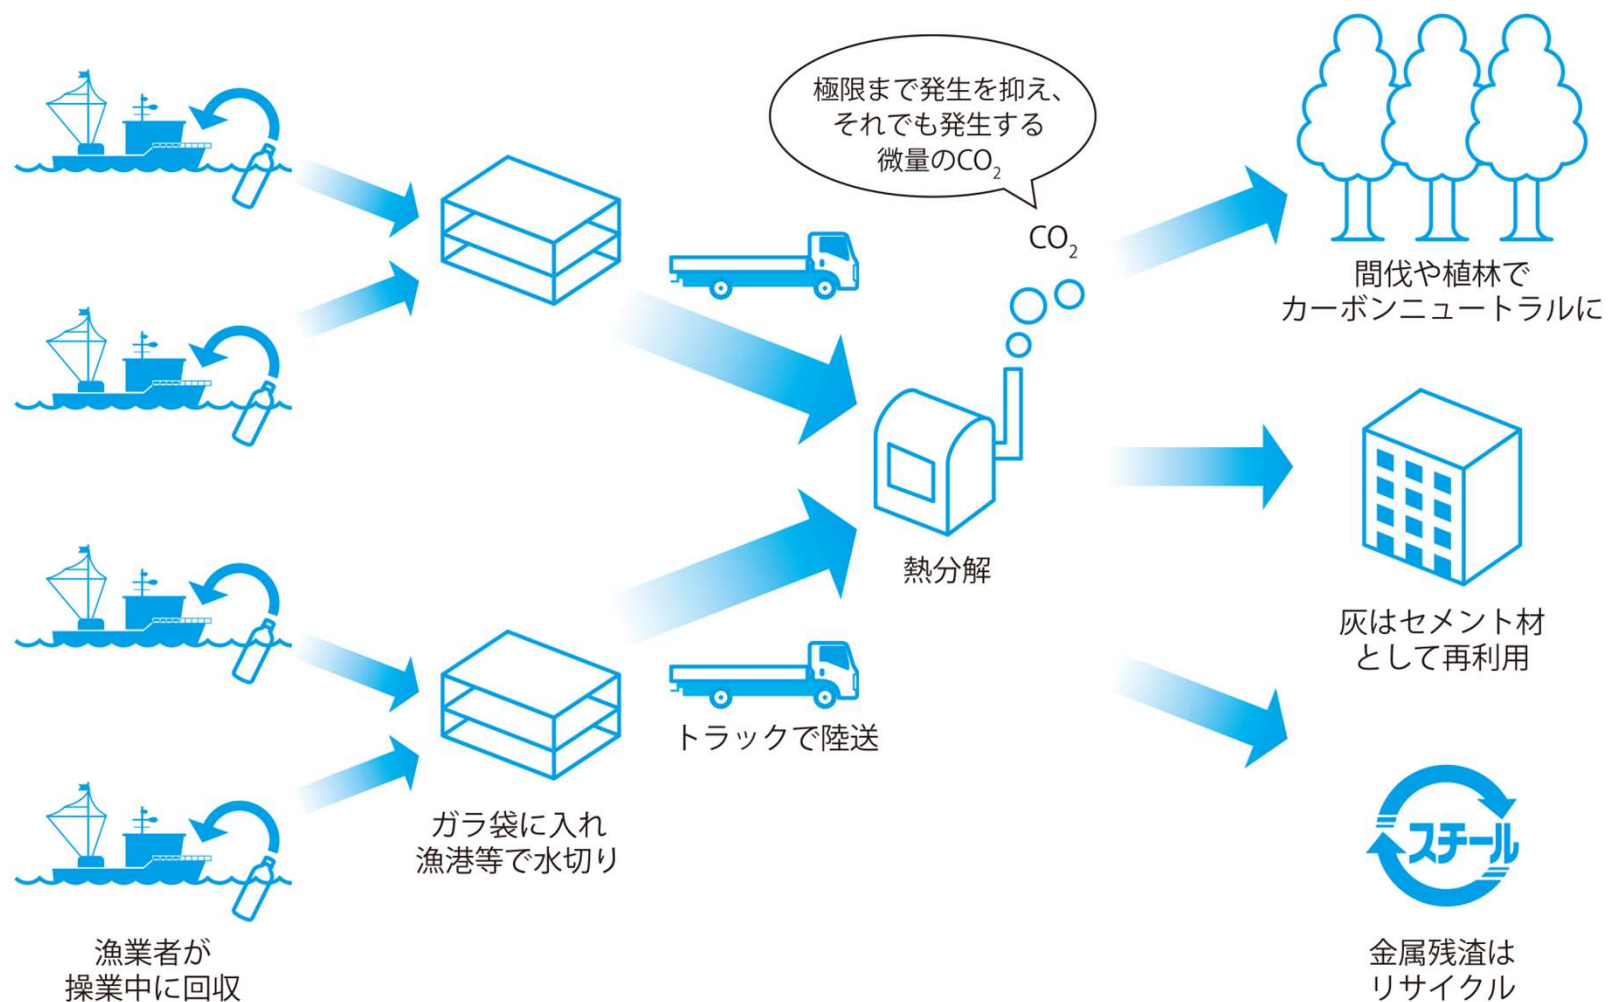 極限まで発生を抑え、
それでも発生する
微量のCO₂
CO₂
間伐や植林で
カーボンニュートラルに
熱分解
灰はセメント材
として再利用
トラックで陸送
ガラ袋に入れ
漁港等で水切り
スチール
漁業者が
操業中に回収
金属残渣は
リサイクル